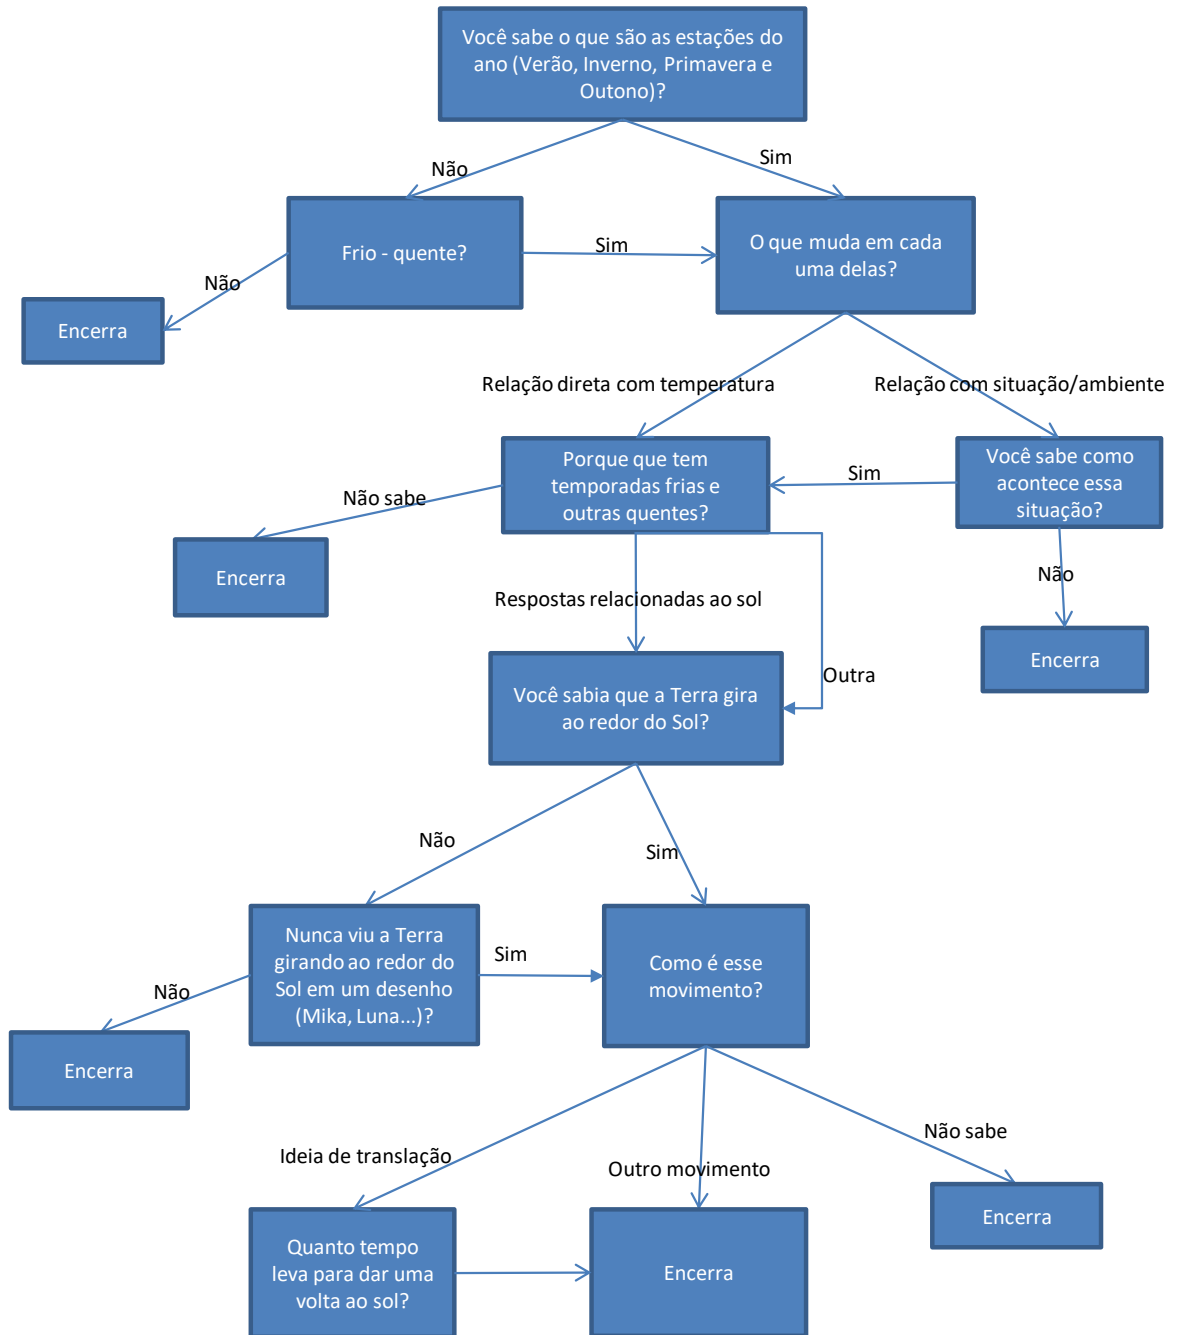 Você sabe o que são as estações do
ano (Verão, Inverno, Primavera e
Outono)?
Não
Sim
Frio - quente?
Sim
O que muda em cada
uma delas?
Não
Encerra
Relação direta com temperatura
Relação com situação/ambiente
Porque que tem
temporadas frias e
outras quentes?
Sim
Você sabe como
acontece essa
situação?
Não sabe
Encerra
Não
Respostas relacionadas ao sol
Encerra
Outra
Você sabia que a Terra gira
ao redor do Sol?
Não
Sim
Nunca viu a Terra
girando ao redor do
Sol em um desenho
(Mika, Luna...)?
Sim
Como é esse
movimento?
Não
Encerra
Ideia de translação
Outro movimento
Não sabe
Encerra
Quanto tempo
leva para dar uma
volta ao sol?
Encerra